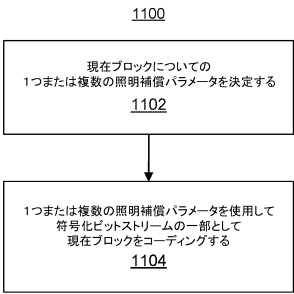 1100
現在ブロックについての
1つまたは複数の照明補償パラメータを決定する
1102
1つまたは複数の照明補償パラメータを使用して
符号化ビットストリームの一部として
現在ブロックをコーディングする
1104